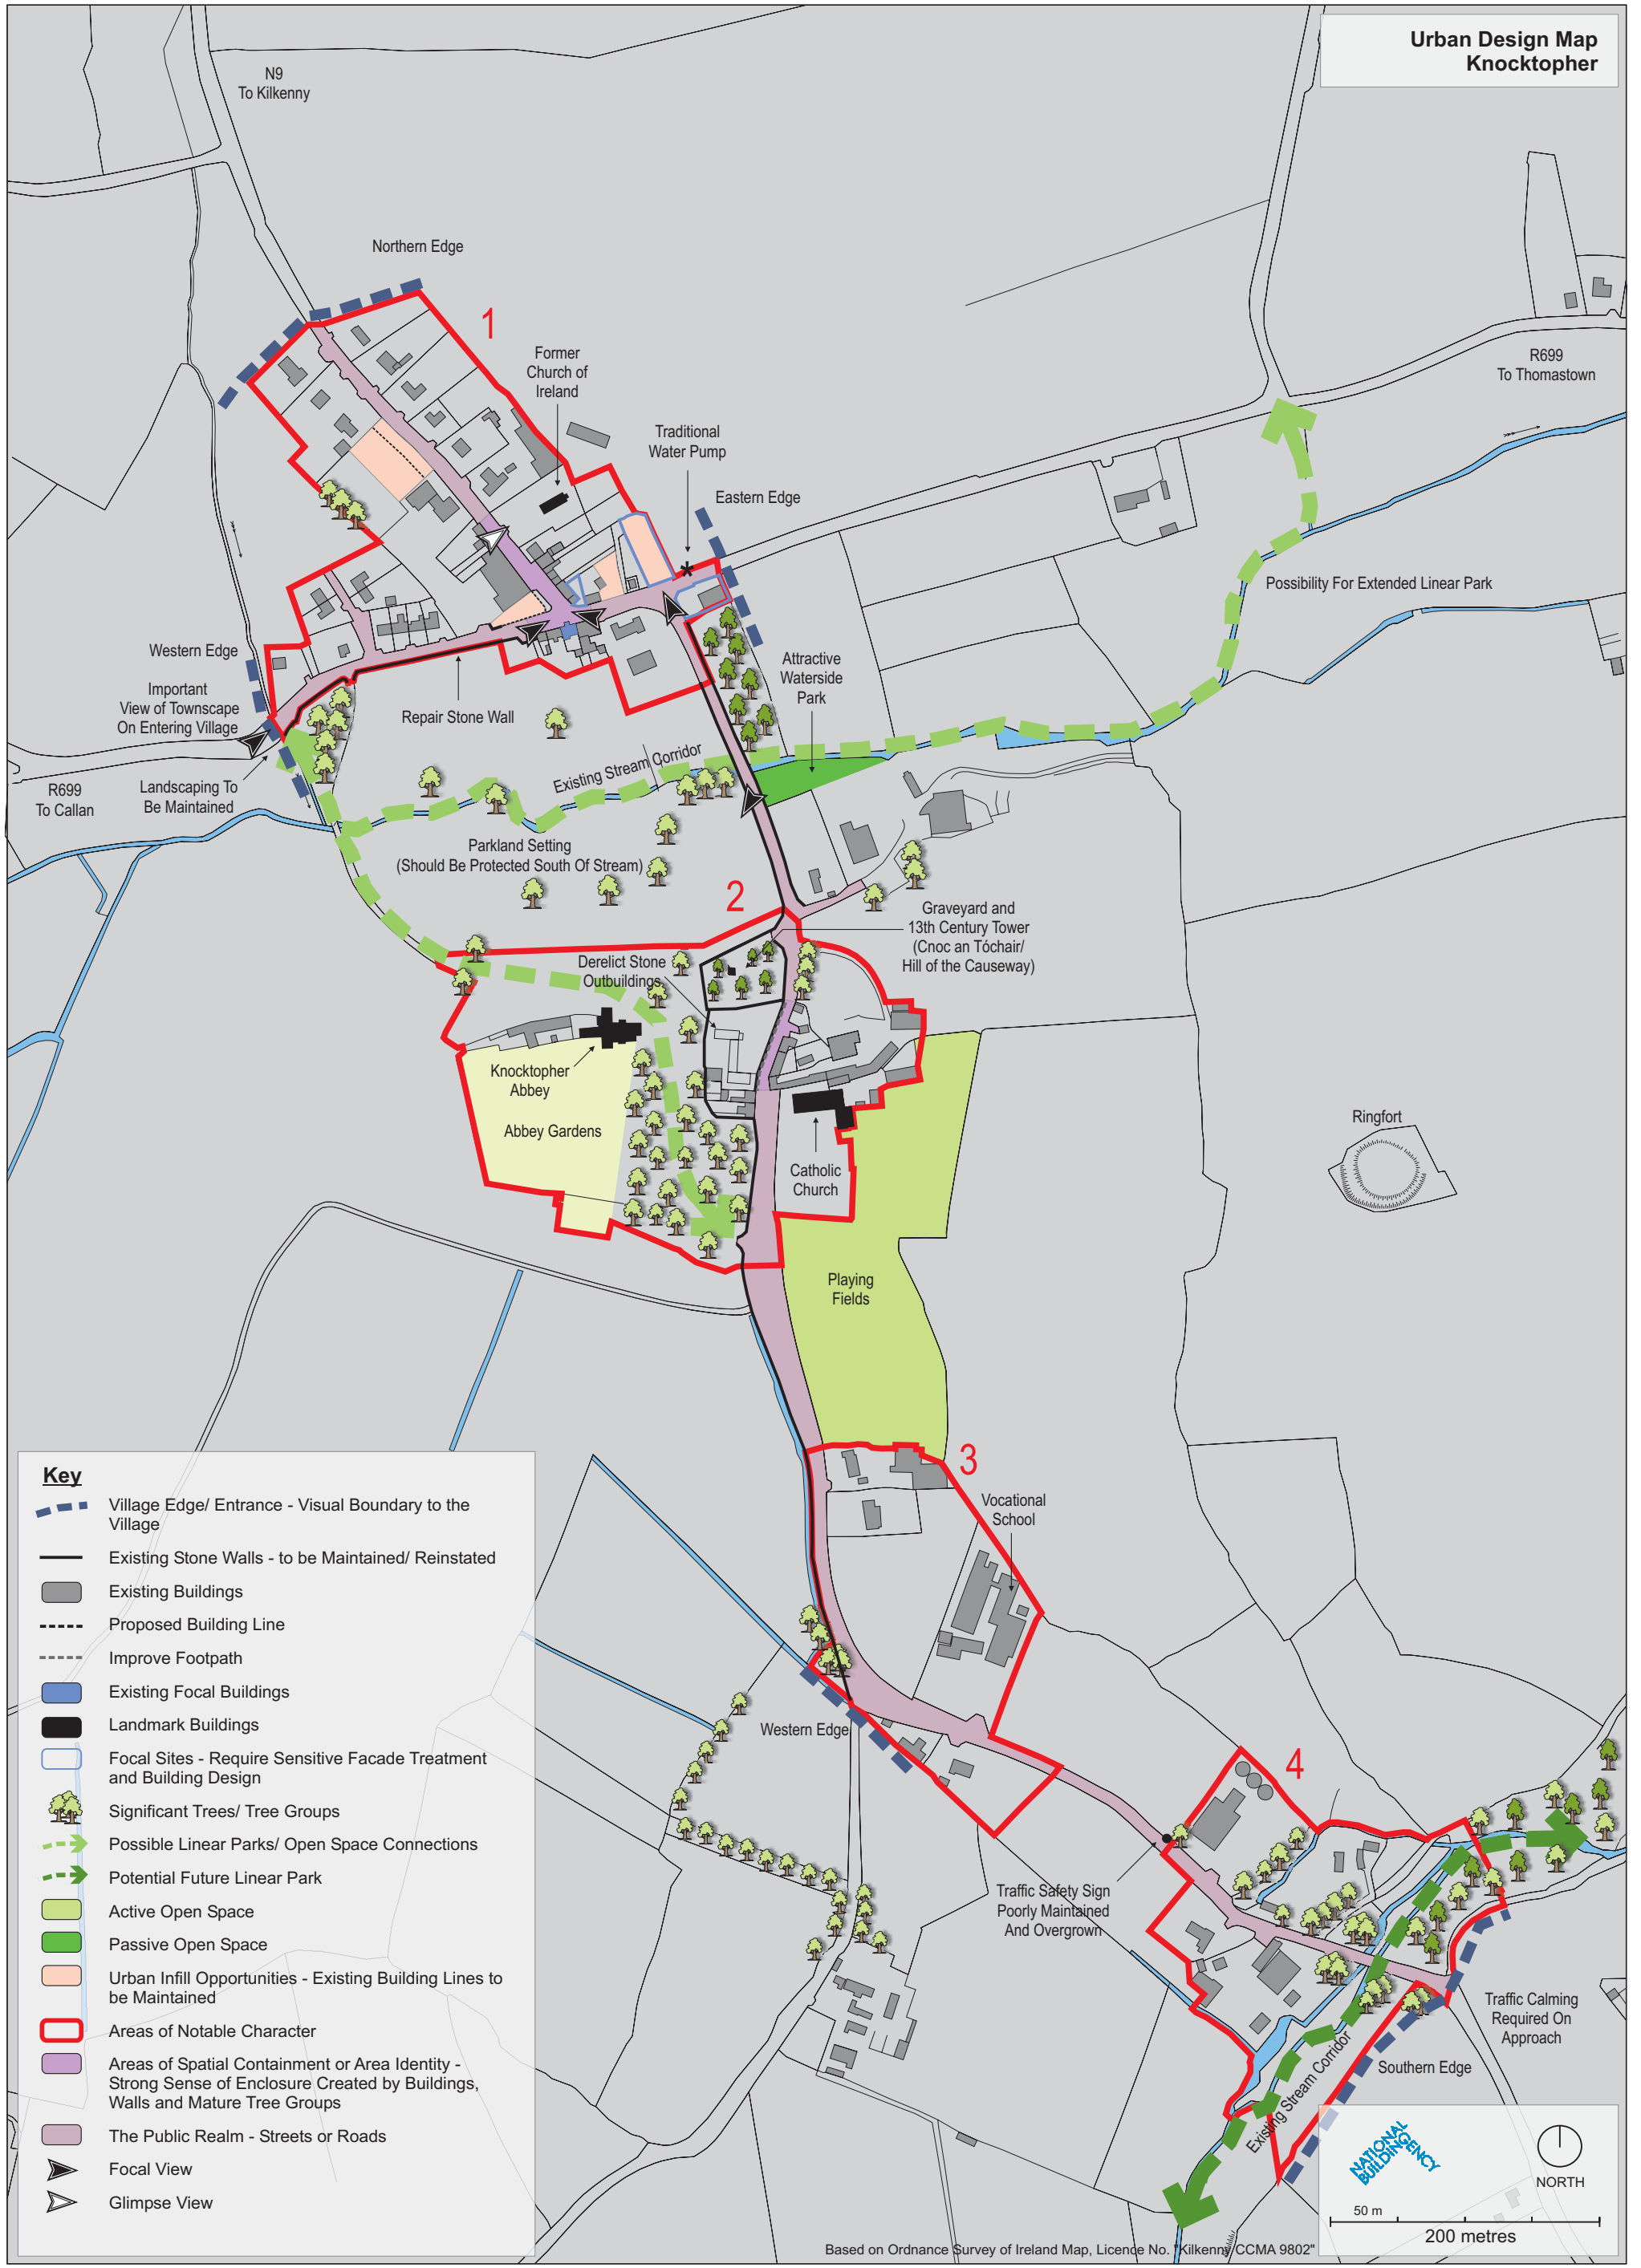 Urban Design Map
Knocktopher
N9
To Kilkenny
Northern Edge
1
Former
Church of
Ireland
Traditional
Water Pump
*
Eastern Edge
R699
To Thomastown
Possibility For Extended Linear Park
Western Edge
Important
View of Townscape
On Entering Village
Repair Stone Wall
Attractive
Waterside
Park
Existing Stream Corridor
R699
To Callan
Landscaping To
Be Maintained
Parkland Setting
(Should Be Protected South Of Stream)
2
Graveyard and
13th Century Tower
(Cnoc an Tóchair/
Hill of the Causeway)
Derelict Stone
Outbuildings
Knocktopher
Abbey
Abbey Gardens
Catholic
Church
Ringfort
Playing
Fields
3
Vocational
School
Western Edge
4
Traffic Safety Sign
Poorly Maintained
And Overgrown
Traffic Calming
Required On
Approach
Southern Edge
Existing Stream Corridor
Key
Village Edge/ Entrance - Visual Boundary to the
Village
Existing Stone Walls - to be Maintained/ Reinstated
Existing Buildings
Proposed Building Line
Improve Footpath
Existing Focal Buildings
Landmark Buildings
Focal Sites - Require Sensitive Facade Treatment
and Building Design
Significant Trees/ Tree Groups
Possible Linear Parks/ Open Space Connections
Potential Future Linear Park
Active Open Space
Passive Open Space
Urban Infill Opportunities - Existing Building Lines to
be Maintained
Areas of Notable Character
Areas of Spatial Containment or Area Identity -
Strong Sense of Enclosure Created by Buildings,
Walls and Mature Tree Groups
The Public Realm - Streets or Roads
Focal View
Glimpse View
NATIONAL
BUILDINGENCY
NORTH
50 m
200 metres
Based on Ordnance Survey of Ireland Map, Licence No. "Kilkenny CCMA 9802"